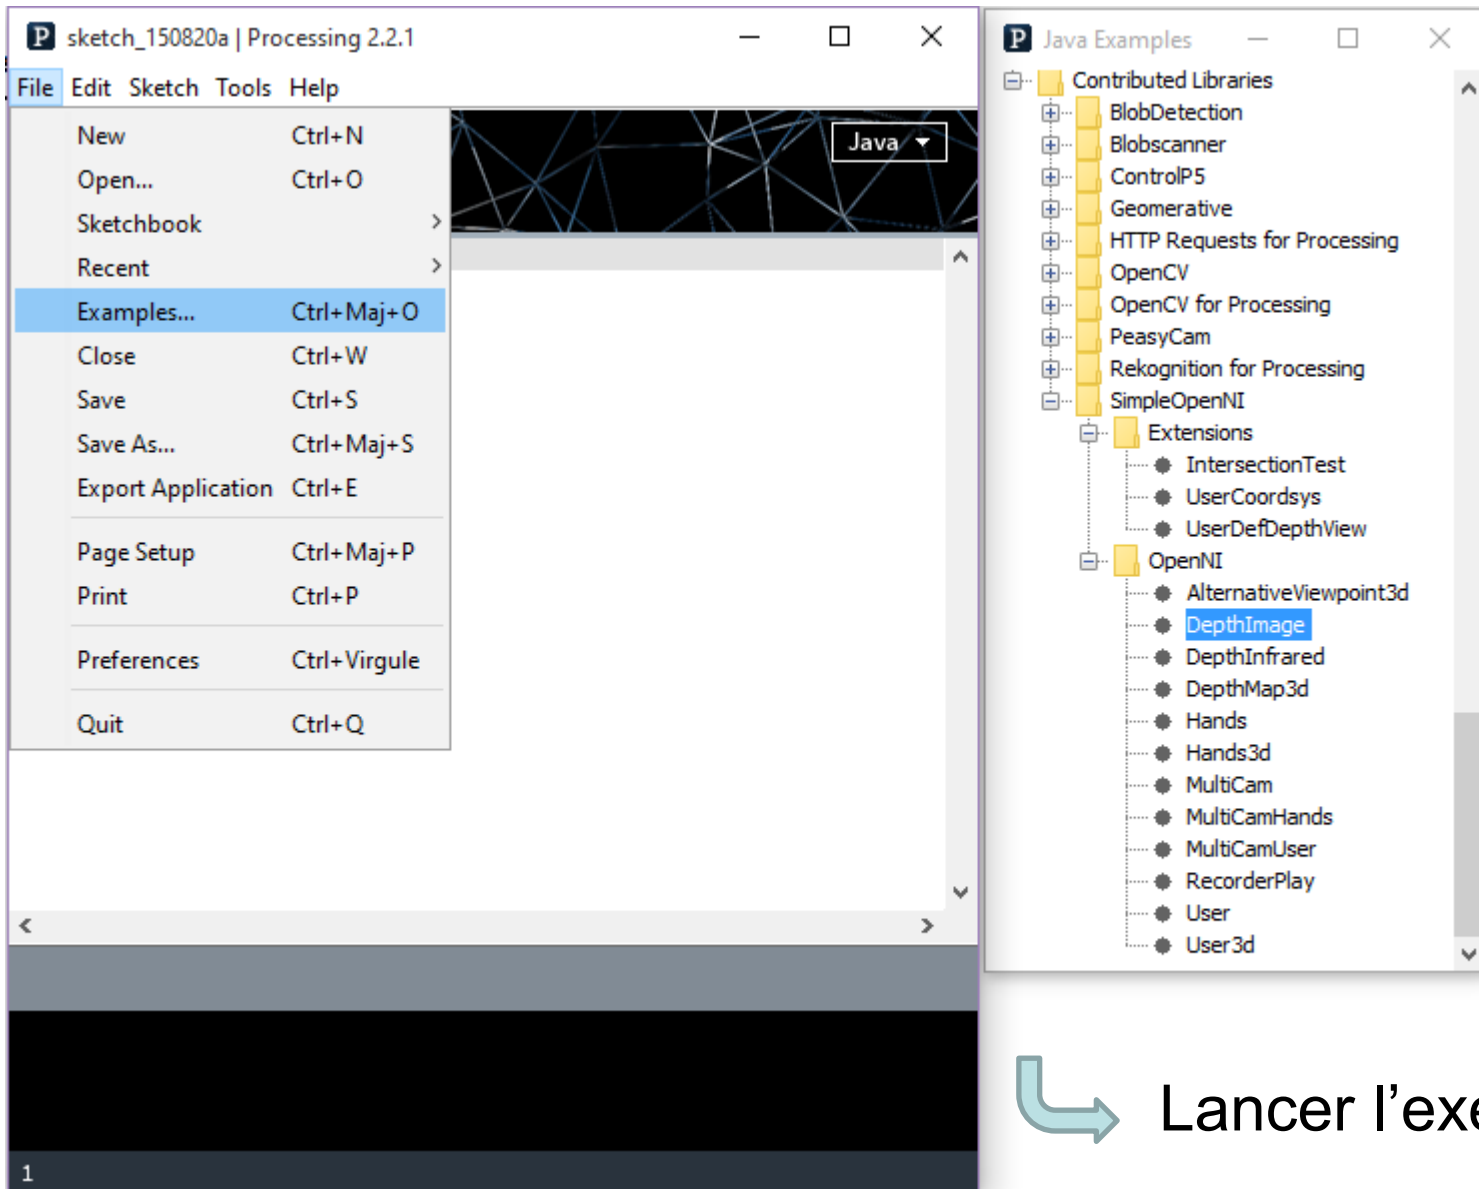 sketch_150820a | Processing 2.2.1
File Edit Sketch Tools Help
New Ctrl+N
Open... Ctrl+O
Sketchbook
Recent
Examples... Ctrl+Maj+O
Close Ctrl+W
Save Ctrl+S
Save As... Ctrl+Maj+S
Export Application Ctrl+E
Page Setup Ctrl+Maj+P
Print Ctrl+P
Preferences Ctrl+Virgule
Quit Ctrl+Q
Java
1
Java Examples
Contributed Libraries
BlobDetection
Blobscanner
ControlP5
Geomerative
HTTP Requests for Processing
OpenCV
OpenCV for Processing
PeasyCam
Rekognition for Processing
SimpleOpenNI
Extensions
IntersectionTest
UserCoordsys
UserDefDepthView
OpenNI
AlternativeViewpoint3d
DepthImage
DepthInfrared
DepthMap3d
Hands
Hands3d
MultiCam
MultiCamHands
MultiCamUser
RecorderPlay
User
User3d
Lancer